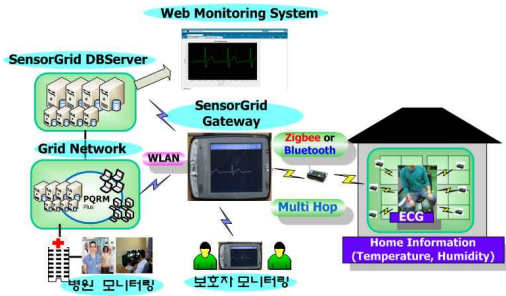 Web Monitoring System
SensorGrid DBServer
SensorGrid
Gateway
Zigbee or
Bluetooth
Grid Network
WLAN
PQRM
Plus
Multi Hop
ECG
Home Information
(Temperature, Humidity)
병원 모니터링
보호자 모니터링